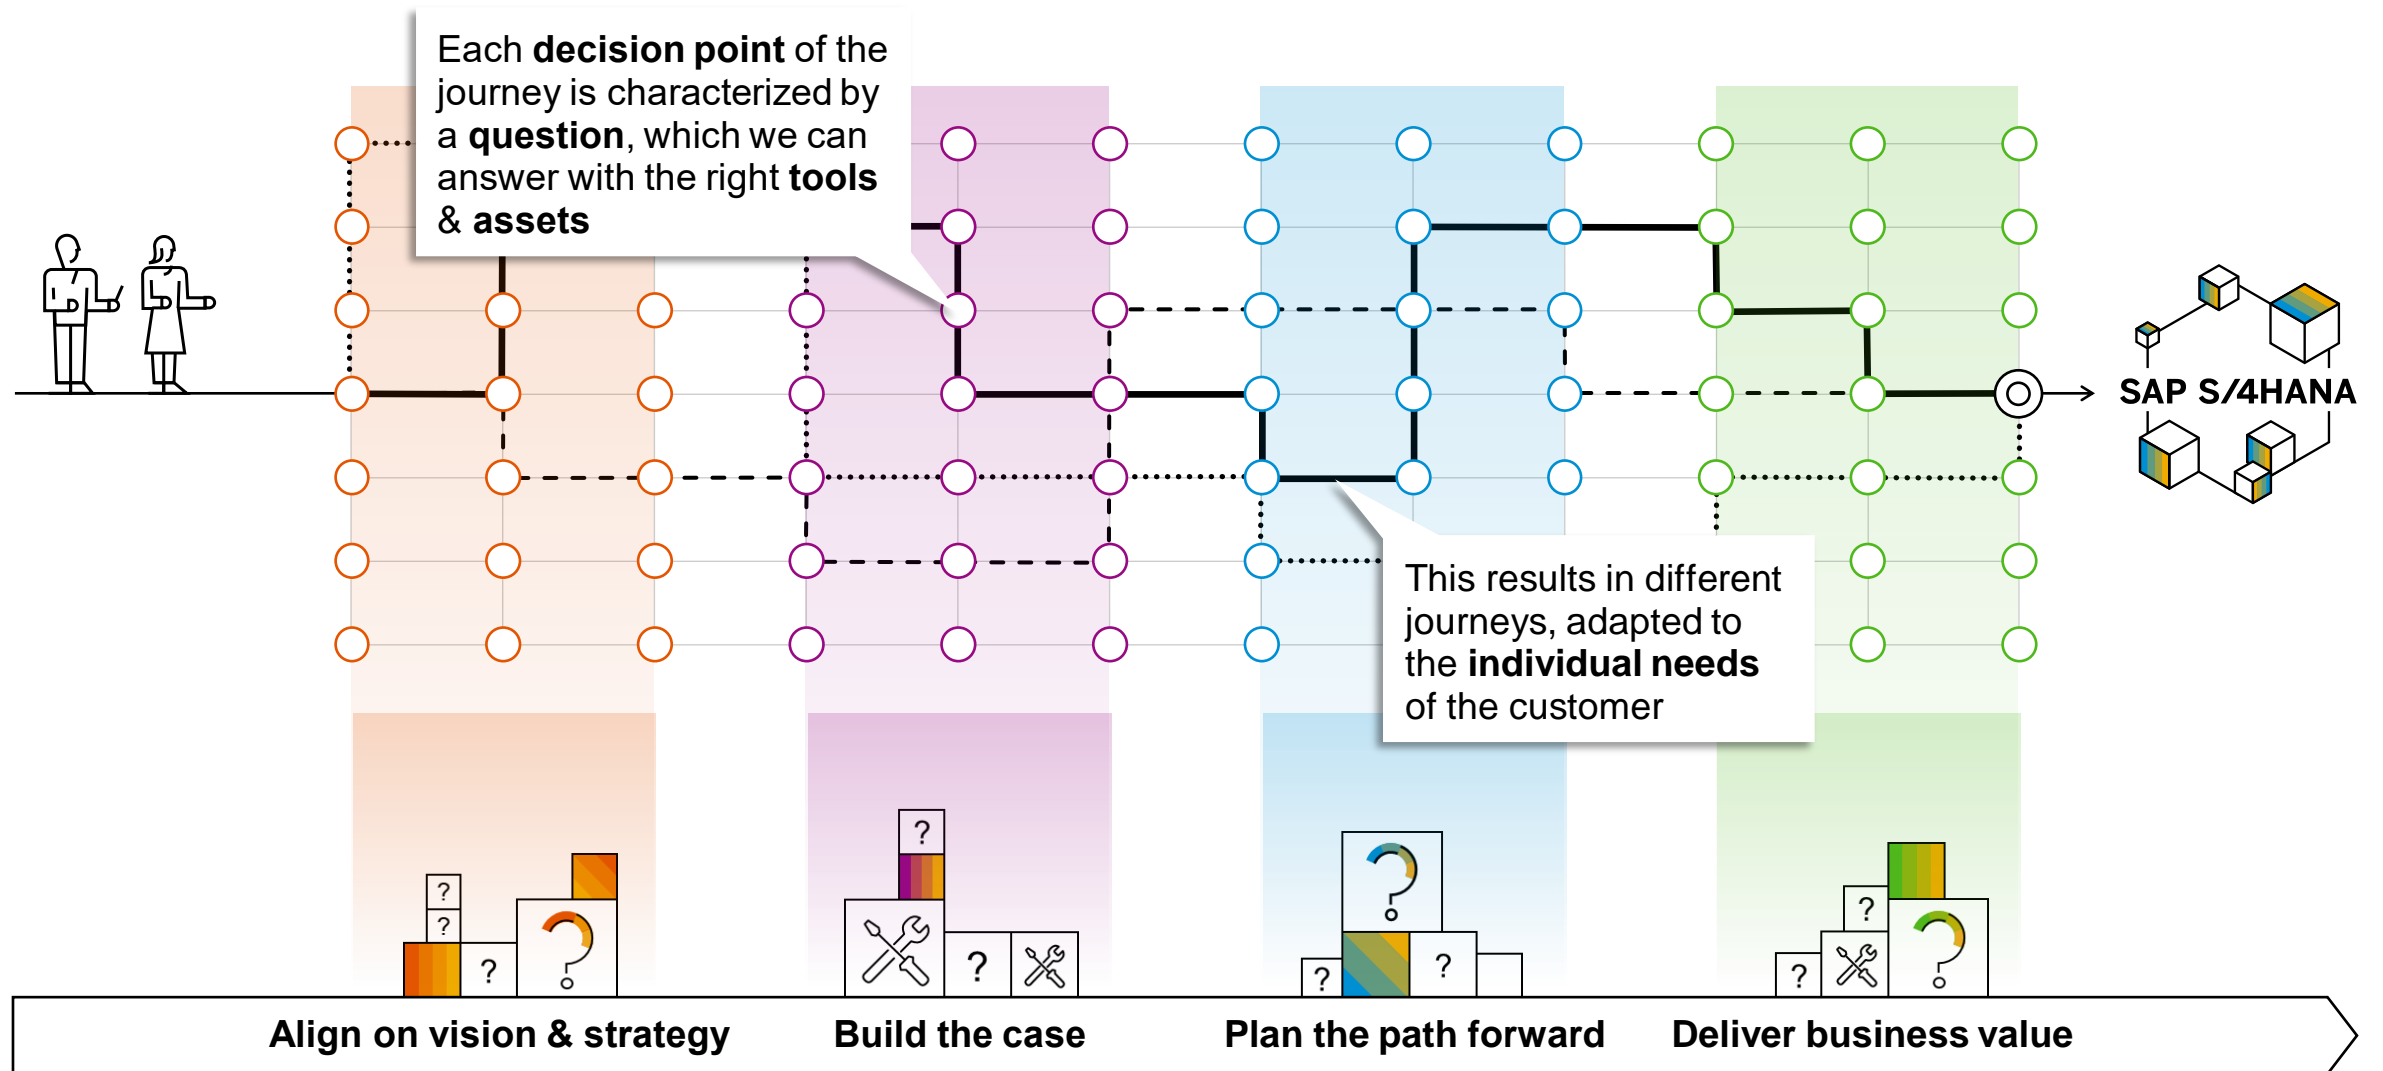 Each decision point of the
journey is characterized by
a question, which we can
answer with the right tools
& assets
SAP S/4HANA
This results in different
journeys, adapted to
the individual needs
of the customer
?
?
?
?
?
?
?
?
?
?
?
?
Align on vision & strategy
Build the case
Plan the path forward
Deliver business value